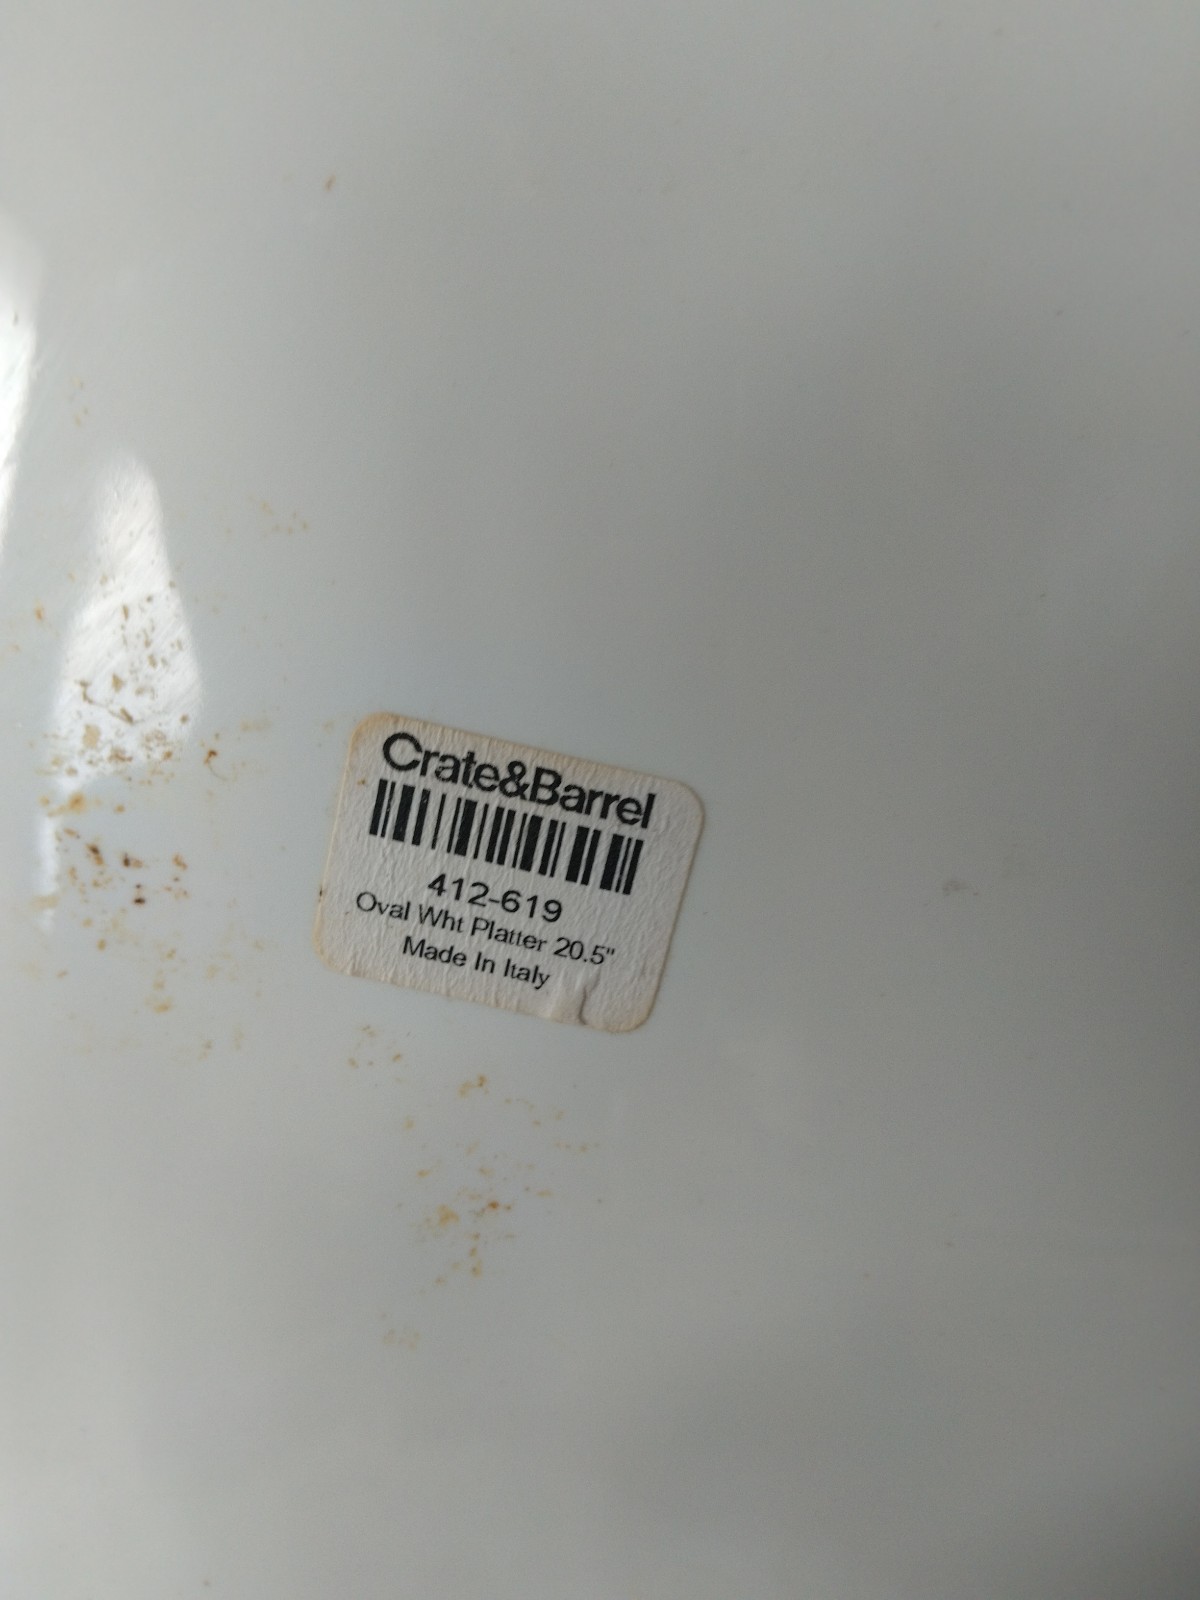 Crate&Barrel
412-619
Oval Wht Platter 20.5"
Made In Italy